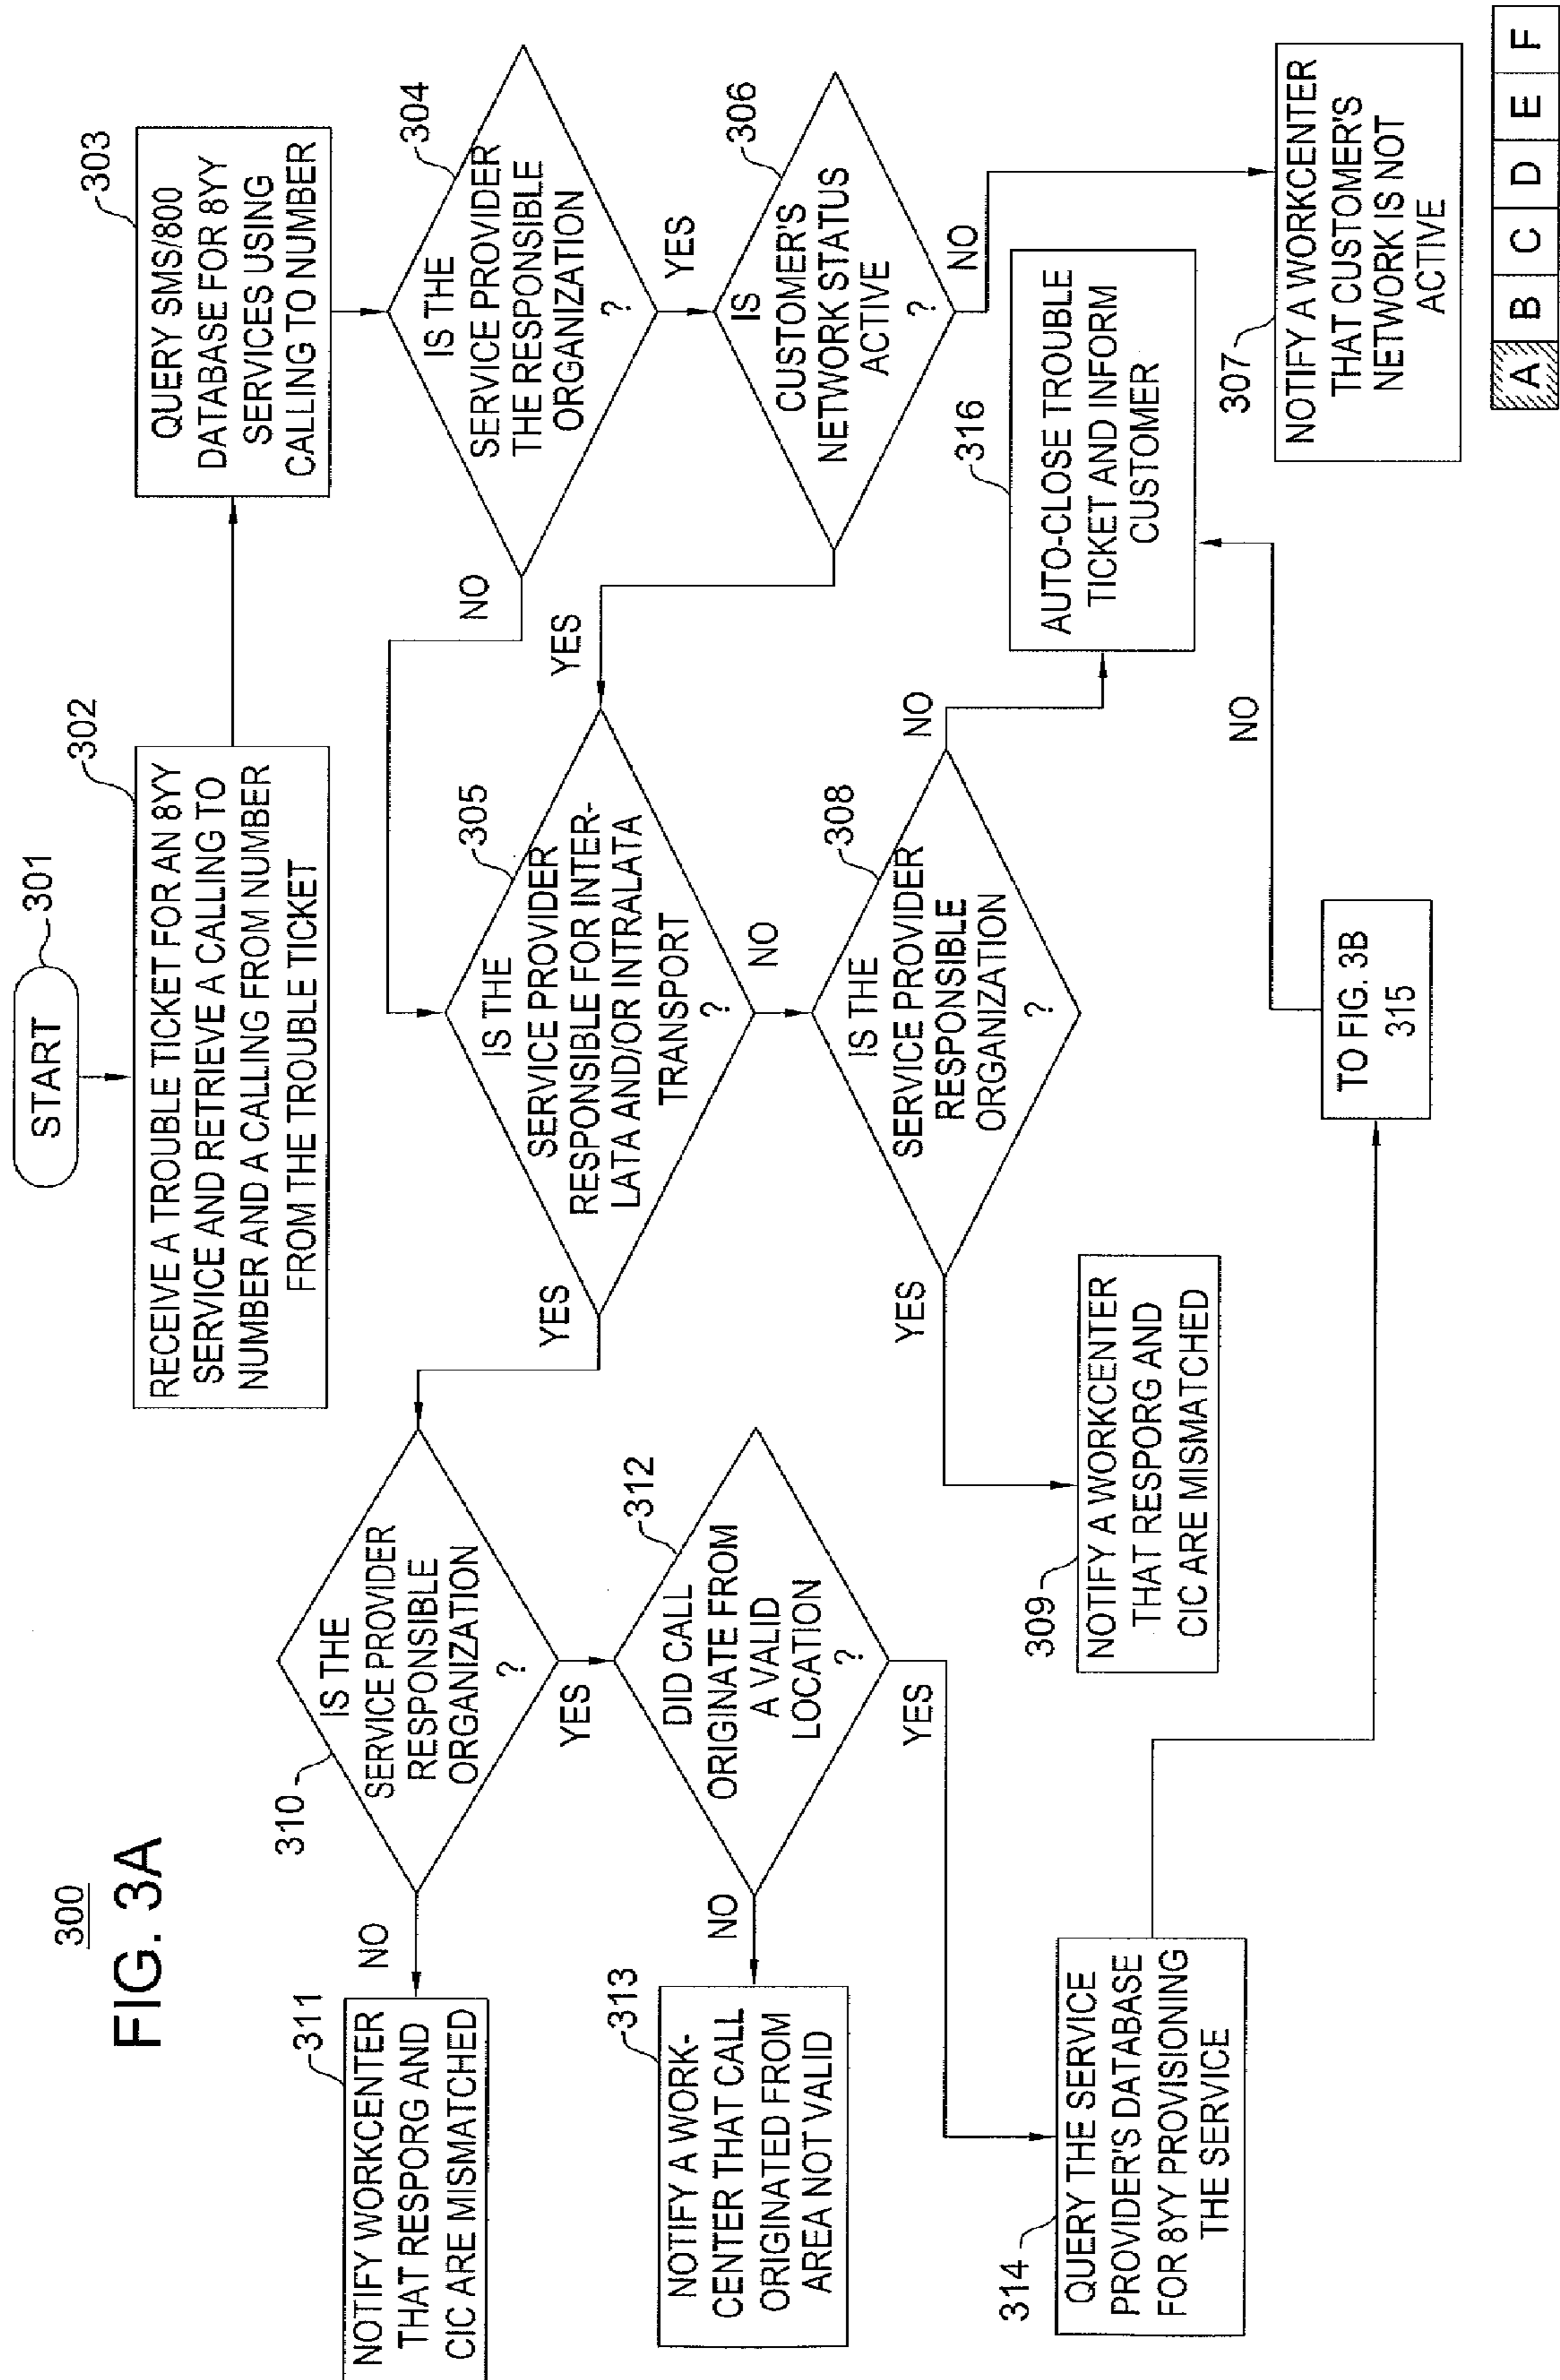 300
FIG. 3A
START
301
302
RECEIVE A TROUBLE TICKET FOR AN 8YY
SERVICE AND RETRIEVE A CALLING TO
NUMBER AND A CALLING FROM NUMBER
FROM THE TROUBLE TICKET
303
QUERY SMS/800
DATABASE FOR 8YY
SERVICES USING
CALLING TO NUMBER
304
IS THE
SERVICE PROVIDER
THE RESPONSIBLE
ORGANIZATION
?
NO
YES
306
IS
CUSTOMER'S
NETWORK STATUS
ACTIVE
?
YES
NO
307
NOTIFY A WORKCENTER
THAT CUSTOMER'S
NETWORK IS NOT
ACTIVE
305
IS THE
SERVICE PROVIDER
RESPONSIBLE FOR INTER-
LATA AND/OR INTRALATA
TRANSPORT
?
YES
NO
308
IS THE
SERVICE PROVIDER
RESPONSIBLE
ORGANIZATION
?
YES
NO
309
NOTIFY A WORKCENTER
THAT RESPORG AND
CIC ARE MISMATCHED
316
AUTO-CLOSE TROUBLE
TICKET AND INFORM
CUSTOMER
310
IS THE
SERVICE PROVIDER
RESPONSIBLE
ORGANIZATION
?
NO
YES
311
NOTIFY WORKCENTER
THAT RESPORG AND
CIC ARE MISMATCHED
312
DID CALL
ORIGINATE FROM
A VALID
LOCATION
?
NO
YES
313
NOTIFY A WORK-
CENTER THAT CALL
ORIGINATED FROM
AREA NOT VALID
314
QUERY THE SERVICE
PROVIDER'S DATABASE
FOR 8YY PROVISIONING
THE SERVICE
TO FIG. 3B
315
NO
A B C D E F